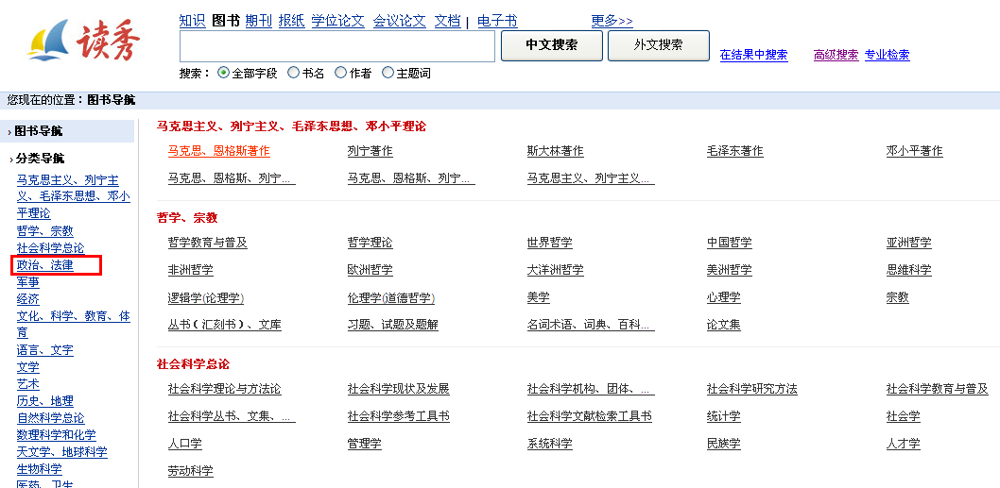 读秀
知识 图书 期刊 报纸 学位论文 会议论文 文档 | 电子书 更多>>
中文搜索 外文搜索
在结果中搜索 高级搜索 专业检索
搜索： 全部字段 书名 作者 主题词
您现在的位置：图书导航
› 图书导航
› 分类导航
马克思主义、列宁主
义、毛泽东思想、邓小
平理论
哲学、宗教
社会科学总论
政治、法律
军事
经济
文化、科学、教育、体
育
语言、文字
文学
艺术
历史、地理
自然科学总论
数理科学和化学
天文学、地球科学
生物科学
医药、卫生
马克思主义、列宁主义、毛泽东思想、邓小平理论
马克思、恩格斯著作 列宁著作 斯大林著作 毛泽东著作 邓小平著作
马克思、恩格斯、列宁... 马克思、恩格斯、列宁... 马克思主义、列宁主义...
哲学、宗教
哲学教育与普及 哲学理论 世界哲学 中国哲学 亚洲哲学
非洲哲学 欧洲哲学 大洋洲哲学 美洲哲学 思维科学
逻辑学(论理学) 伦理学(道德哲学) 美学 心理学 宗教
丛书（汇刻书）、文库 习题、试题及题解 名词术语、词典、百科... 论文集
社会科学总论
社会科学理论与方法论 社会科学现状及发展 社会科学机构、团体、... 社会科学研究方法 社会科学教育与普及
社会科学丛书、文集、... 社会科学参考工具书 社会科学文献检索工具书 统计学 社会学
人口学 管理学 系统科学 民族学 人才学
劳动科学